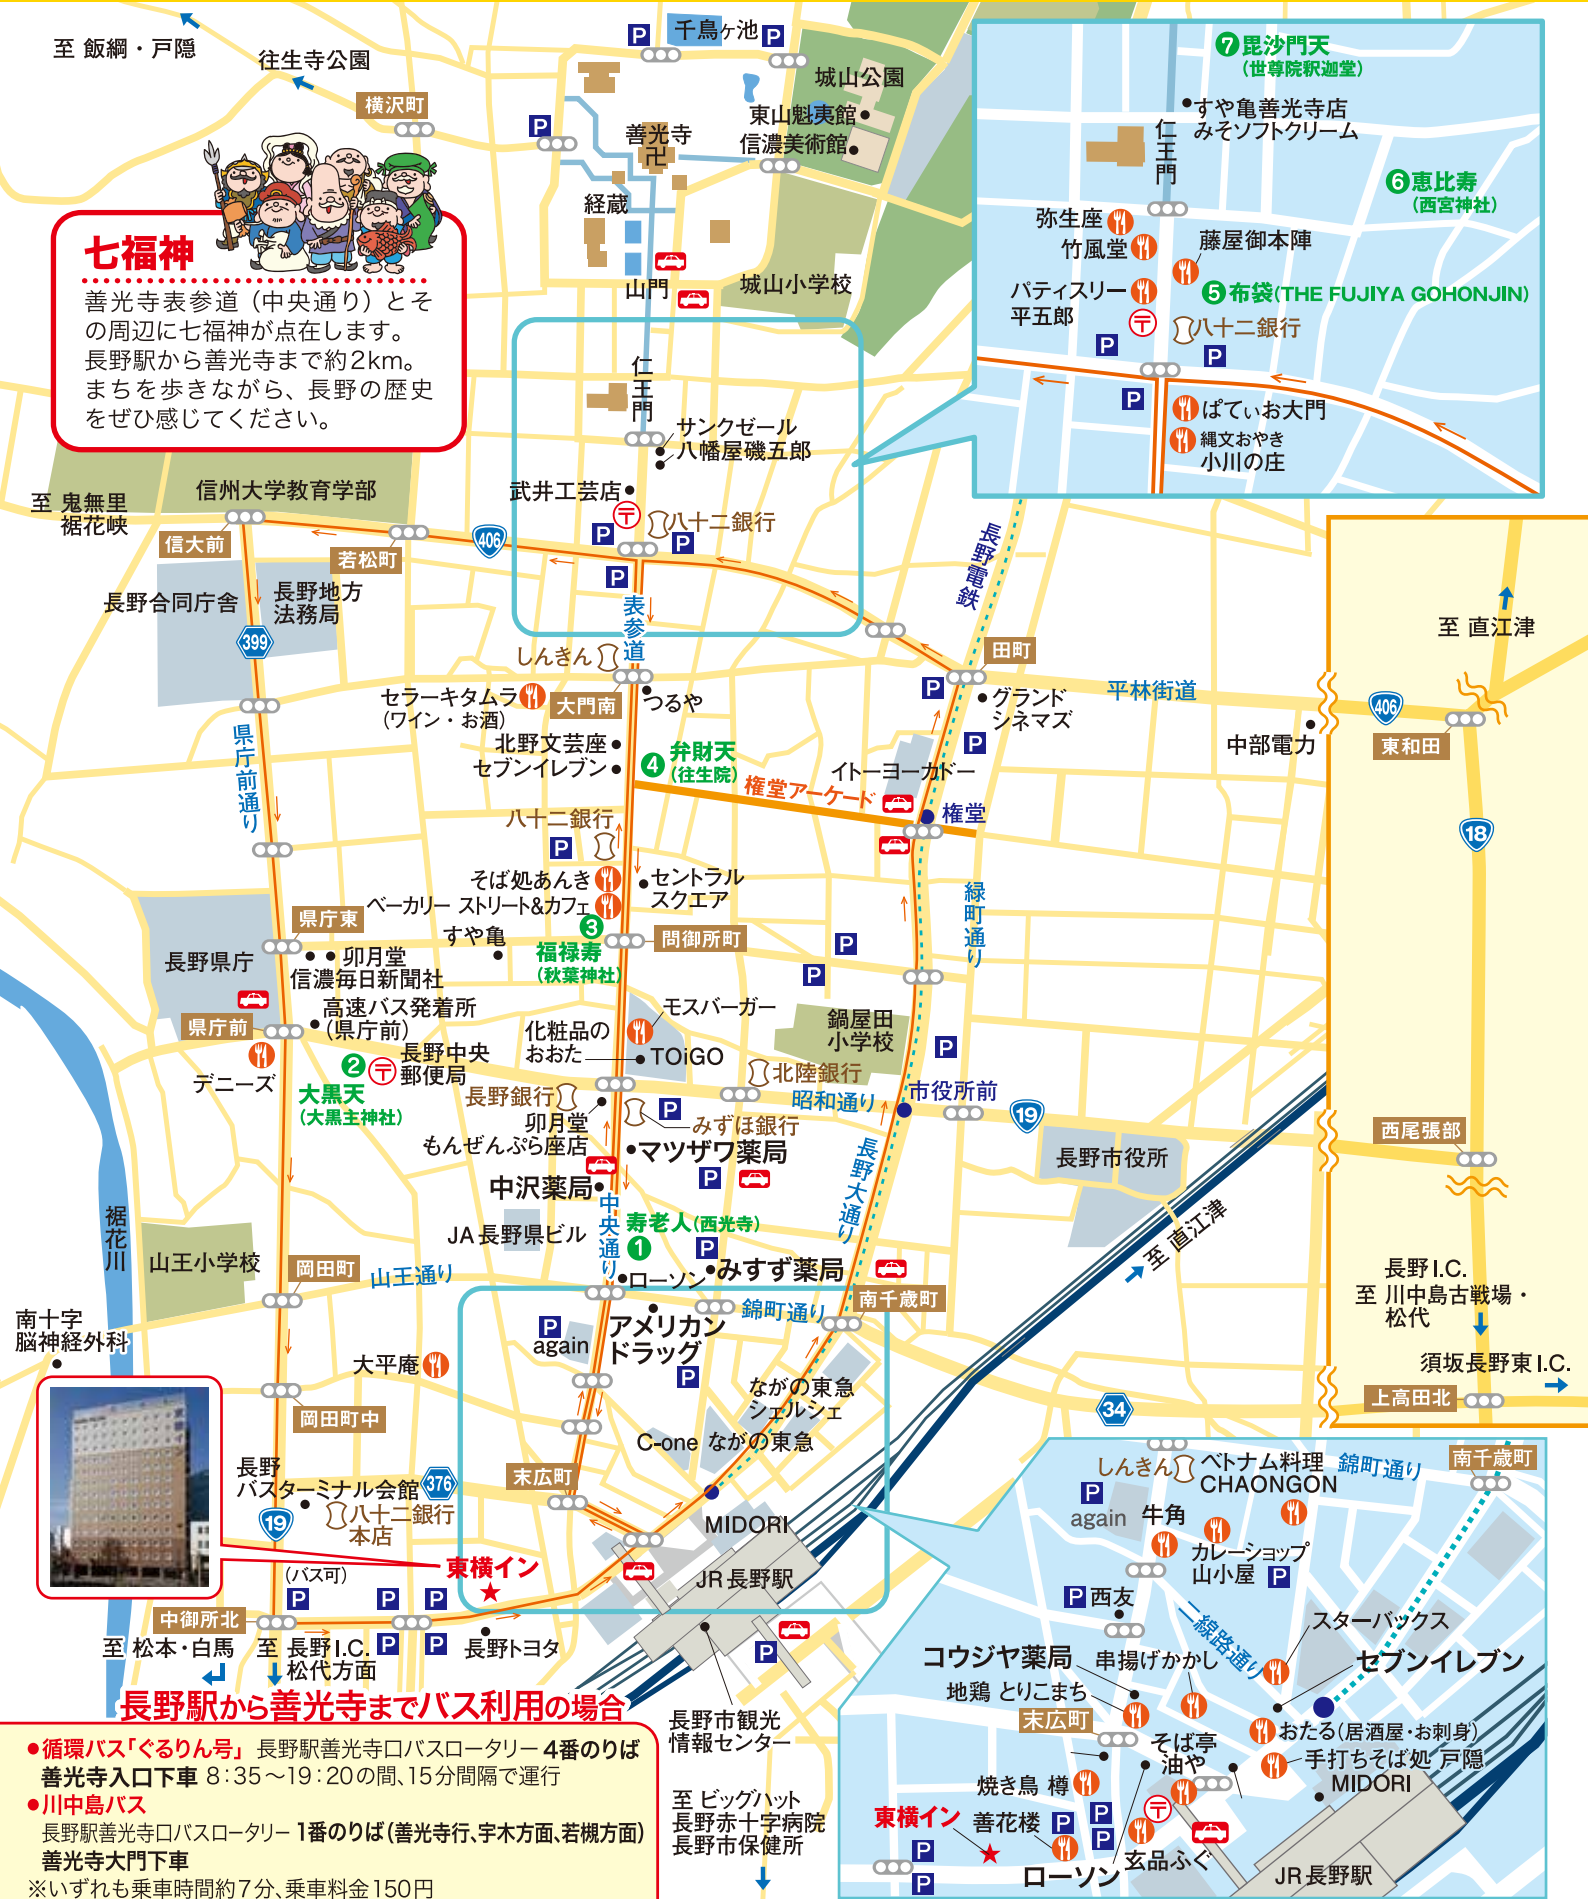 至 飯綱・戸隠
往生寺公園
横沢町
七福神
善光寺表参道（中央通り）とそ
の周辺に七福神が点在します。
長野駅から善光寺まで約2km。
まちを歩きながら、長野の歴史
をぜひ感じてください。
P
千鳥ヶ池
P
城山公園
P
東山魁夷館
信濃美術館
善光寺
卍
経蔵
山門
城山小学校
仁王門
サンクゼール
八幡屋磯五郎
武井工芸店
〒
八十二銀行
P
P
P
❼毘沙門天
(世尊院釈迦堂)
すや亀善光寺店
みそソフトクリーム
仁王門
❻恵比寿
(西宮神社)
弥生座
竹風堂
藤屋御本陣
パティスリー
平五郎
❺布袋(THE FUJIYA GOHONJIN)
〒
八十二銀行
P
P
P
ぱてぃお大門
縄文おやき
小川の庄
至 鬼無里
裾花峡
信州大学教育学部
信大前
若松町
406
長野合同庁舎
長野地方
法務局
399
県庁前通り
表参道
しんきん
大門南
つるや
セラーキタムラ
(ワイン・お酒)
北野文芸座
セブンイレブン
❹弁財天
(往生院)
権堂アーケード
イトーヨーカドー
権堂
長野電鉄
田町
P
グランド
シネマズ
P
平林街道
中部電力
至 直江津
406
東和田
18
八十二銀行
P
そば処あんき
ベーカリー ストリート&カフェ
セントラル
スクエア
❸
福禄寿
(秋葉神社)
問御所町
すや亀
緑町通り
P
P
長野県庁
県庁東
卯月堂
信濃毎日新聞社
高速バス発着所
(県庁前)
県庁前
デニーズ
❷
大黒天
(大黒主神社)
〒
長野中央
郵便局
モスバーガー
化粧品の
おおた
TOiGO
鍋屋田
小学校
P
長野銀行
北陸銀行
昭和通り
市役所前
19
卯月堂
もんぜんぷら座店
P
みずほ銀行
マツザワ薬局
P
中沢薬局
長野大通り
長野市役所
西尾張部
至 直江津
裾花川
山王小学校
JA長野県ビル
中央通り
寿老人(西光寺)
❶
P
みすず薬局
ローソン
岡田町
山王通り
錦町通り
南千歳町
長野I.C.
至 川中島古戦場・
松代
須坂長野東I.C.
上高田北
34
南十字
脳神経外科
大平庵
岡田町中
P
again
アメリカン
ドラッグ
P
ながの東急
シェルシェ
C-one ながの東急
長野
バスターミナル会館
376
19
八十二銀行
本店
末広町
MIDORI
JR長野駅
東横イン
★
(バス可)
P
P
P
中御所北
P
P
長野トヨタ
至 松本・白馬
至 長野I.C.
松代方面
P
長野市観光
情報センター
至 ビッグハット
長野赤十字病院
長野市保健所
しんきん
ベトナム料理
CHAONGON
錦町通り
南千歳町
P
again
牛角
カレーショップ
山小屋
P
P西友
二線路通り
スターバックス
コウジヤ薬局
串揚げかかし
セブンイレブン
地鶏 とりこまち
末広町
そば亭
油や
おたる(居酒屋・お刺身)
手打ちそば処 戸隠
MIDORI
焼き鳥 樽
東横イン
★
善花楼
P
P
P
P
P
ローソン
〒
玄品ふぐ
JR長野駅
長野駅から善光寺までバス利用の場合
●循環バス「ぐるりん号」 長野駅善光寺口バスロータリー 4番のりば
善光寺入口下車 8:35～19:20の間、15分間隔で運行
●川中島バス
長野駅善光寺口バスロータリー 1番のりば(善光寺行、宇木方面、若槻方面)
善光寺大門下車
※いずれも乗車時間約7分、乗車料金150円